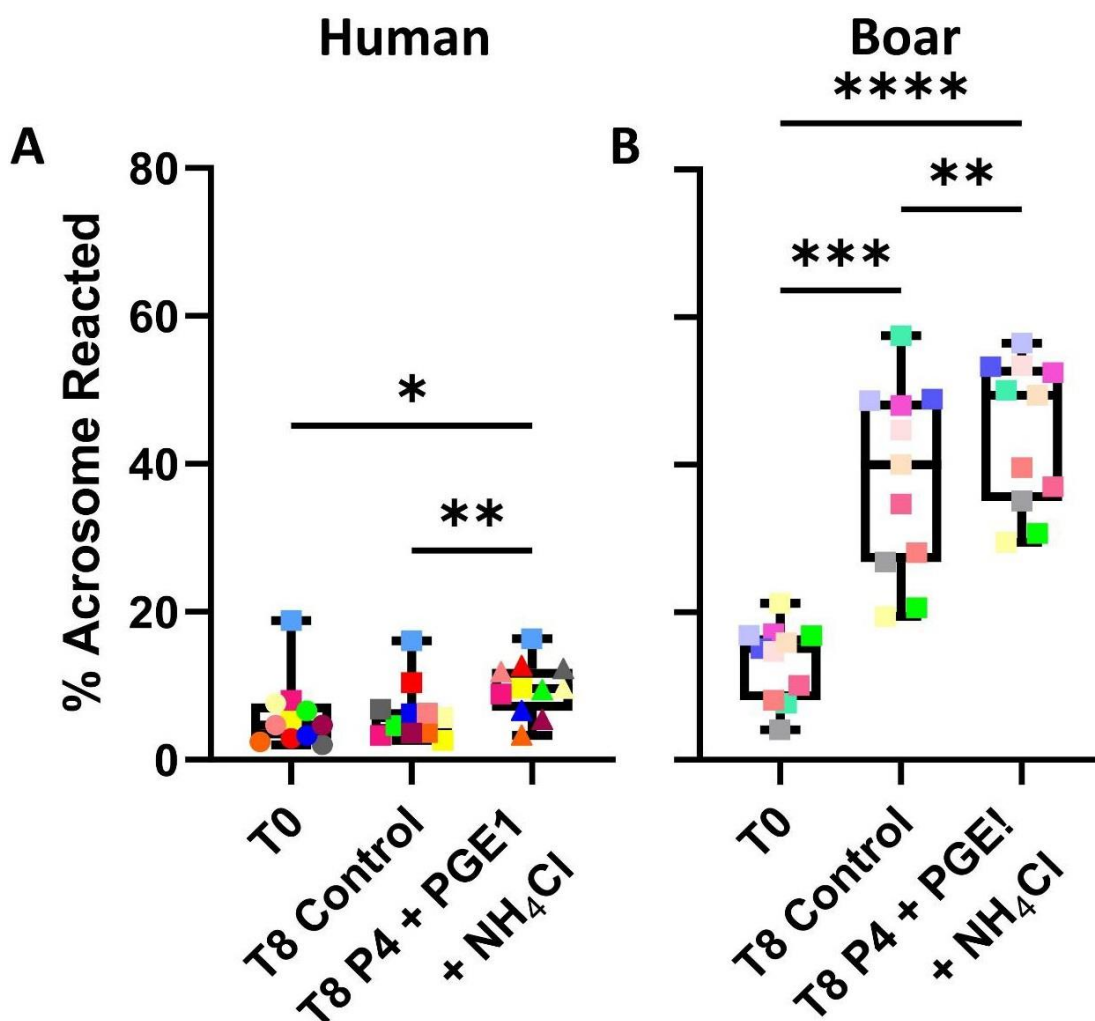 Human
Boar
A
B
****
**
***
*
**
% Acrosome Reacted
80
60
40
20
0
T0
T8 Control
T8 P4 + PGE1
+ NH₄Cl
T0
T8 Control
T8 P4 + PGE!
+ NH₄Cl